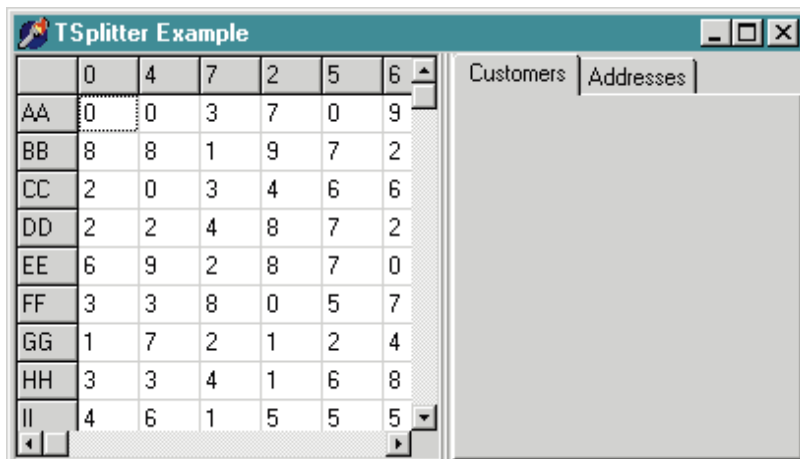 TSplitter Example
0 4 7 2 5 6
Customers Addresses
AA 0 0 3 7 0 9
BB 8 8 1 9 7 2
CC 2 0 3 4 6 6
DD 2 2 4 8 7 2
EE 6 9 2 8 7 0
FF 3 3 8 0 5 7
GG 1 7 2 1 2 4
HH 3 3 4 1 6 8
II 4 6 1 5 5 5